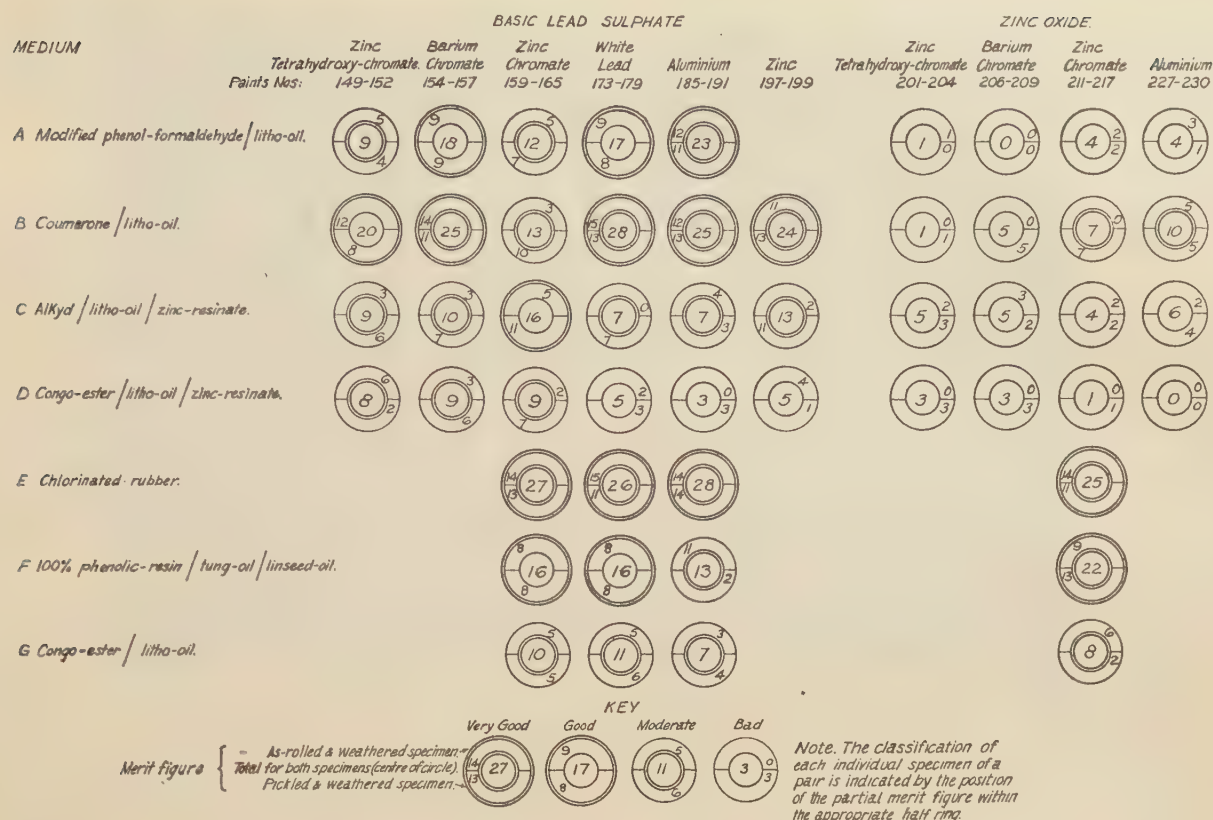 BASIC LEAD SULPHATE ZINC OXIDE.
MEDIUM
Zinc Barium Zinc White Zinc Barium Zinc
Tetrahydroxy-chromate. Chromate Chromate Lead Aluminium Zinc Tetrahydroxy-chromate Chromate Chromate Aluminium
Paints Nos: 149-152 154-157 159-165 173-179 185-191 197-199 201-204 206-209 211-217 227-230
5 9 5 9 12 1 0 2 3
A Modified phenol-formaldehyde/litho-oil. 9 18 12 17 23 1 0 4 4
4 9 7 8 11 0 0 2 1
12 14 3 15 12 11 0 0 0 5
B Coumarone/litho-oil. 20 25 13 28 25 24 1 5 7 10
8 11 10 13 13 13 1 5 7 5
3 3 5 0 4 2 2 3 2 2
C Alkyd/litho-oil/zinc-resinate. 9 10 16 7 7 13 5 5 4 6
6 7 11 7 3 11 3 2 2 4
6 3 2 2 0 4 0 0 0 0
D Congo-ester/litho-oil/zinc-resinate. 8 9 9 5 3 5 3 3 1 0
2 6 7 3 3 1 3 3 1 0
14 15 14 14
E Chlorinated rubber. 27 26 28 25
13 11 14 11
8 8 11 9
F 100% phenolic-resin/tung-oil/linseed-oil. 16 16 13 22
8 8 2 13
5 5 3 6
G Congo-ester/litho-oil. 10 11 7 8
5 6 4 2
KEY
Very Good Good Moderate Bad
Merit figure
As-rolled & weathered specimen. 14 9 5 0
Total for both specimens (centre of circle). 27 17 11 3
Pickled & weathered specimen. 13 8 6 3
Note. The classification of
each individual specimen of a
pair is indicated by the position
of the partial merit figure within
the appropriate half ring.